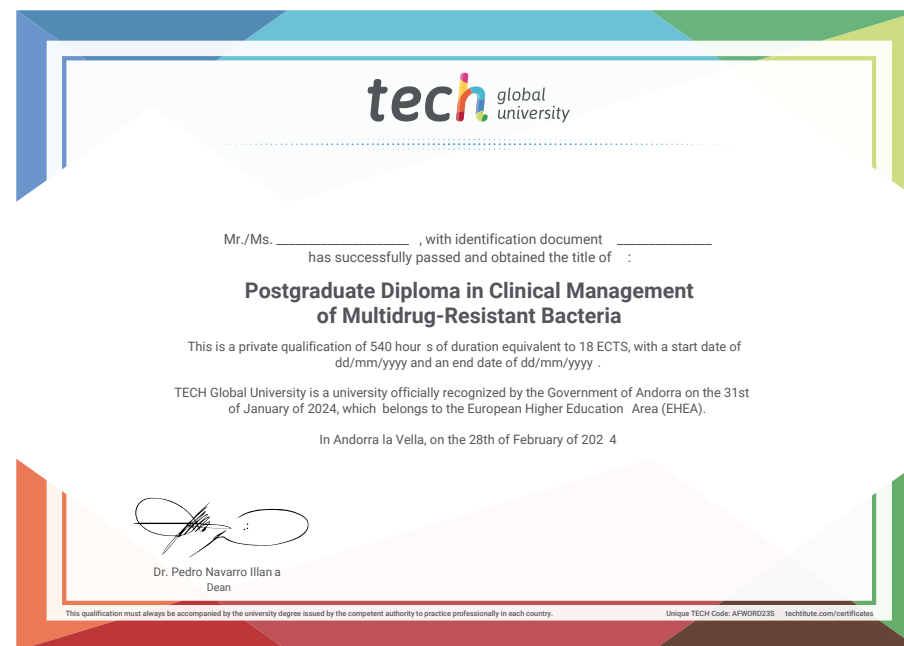 tech global university
Mr./Ms. _____________________ , with identification document _______________
has successfully passed and obtained the title of :
Postgraduate Diploma in Clinical Management
of Multidrug-Resistant Bacteria
This is a private qualification of 540 hour s of duration equivalent to 18 ECTS, with a start date of
dd/mm/yyyy and an end date of dd/mm/yyyy .
TECH Global University is a university officially recognized by the Government of Andorra on the 31st
of January of 2024, which belongs to the European Higher Education Area (EHEA).
In Andorra la Vella, on the 28th of February of 202 4
Dr. Pedro Navarro Illan a
Dean
This qualification must always be accompanied by the university degree issued by the competent authority to practice professionally in each country. Unique TECH Code: AFWORD23S techtitute.com/certificates